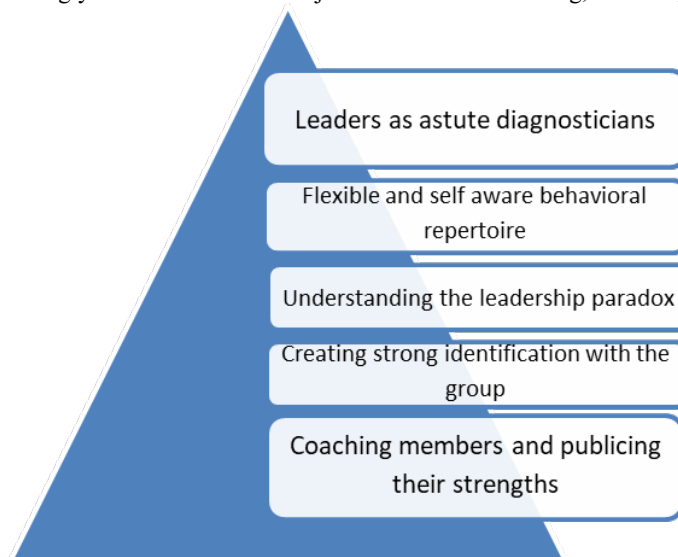 Leaders as astute diagnosticians
Flexible and self aware behavioral
repertoire
Understanding the leadership paradox
Creating strong identification with the
group
Coaching members and publicing
their strengths